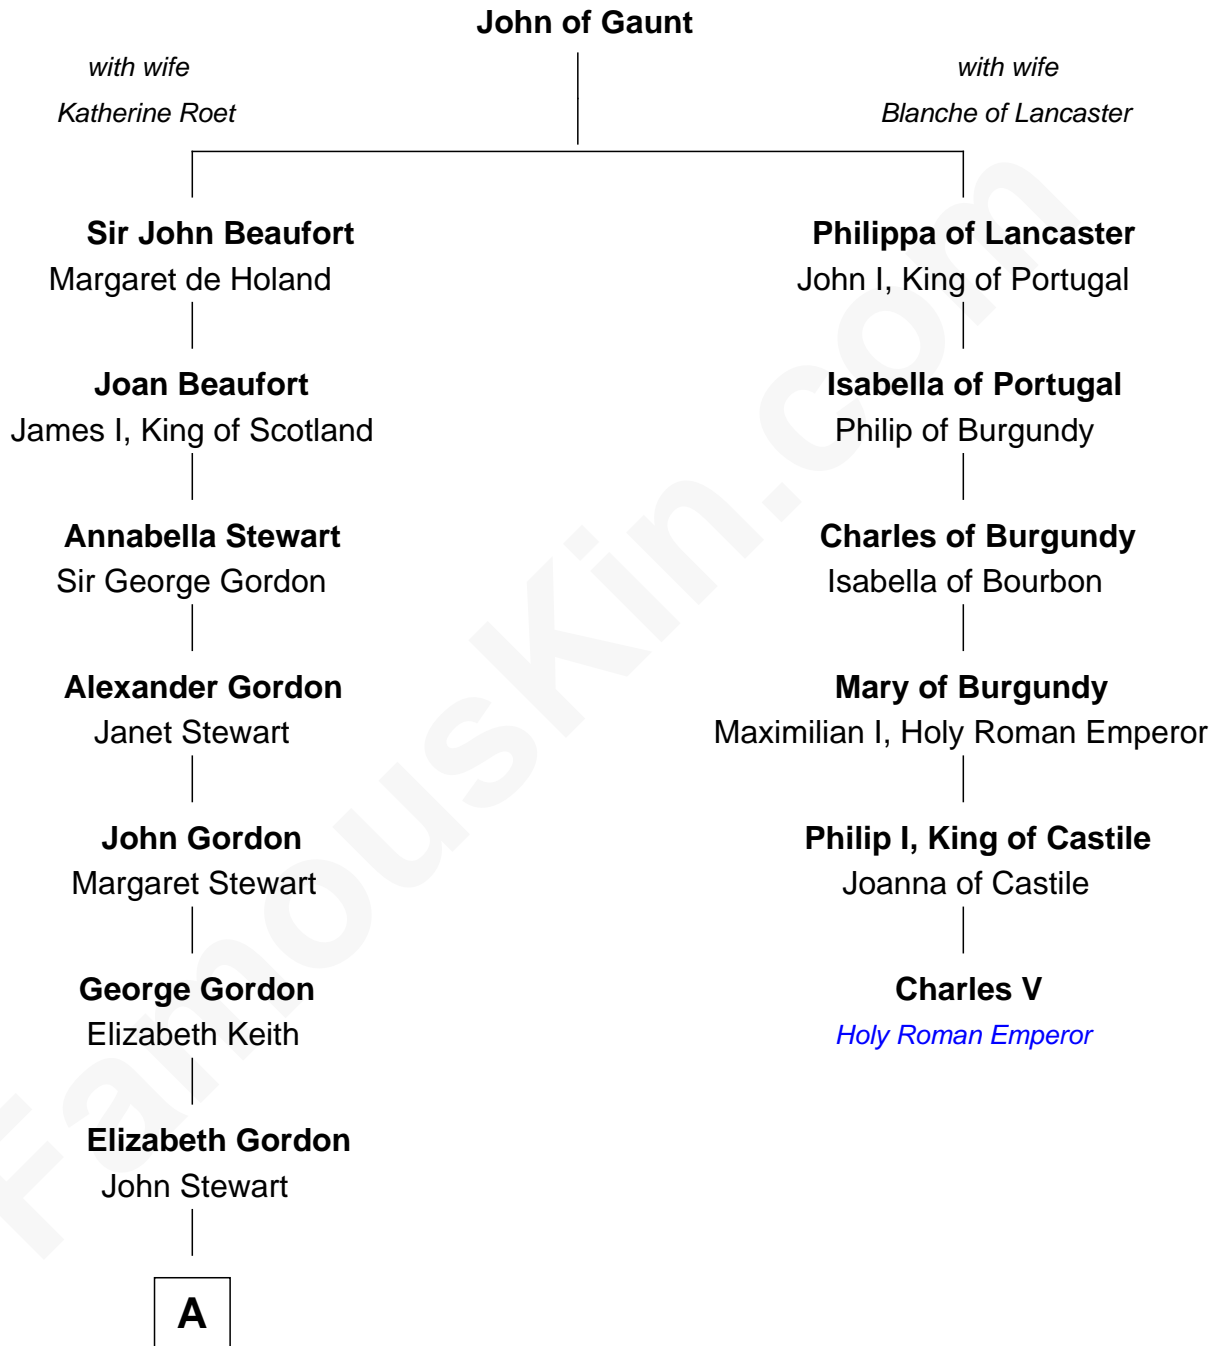 John of Gaunt
with wife
Katherine Roet
with wife
Blanche of Lancaster
Sir John Beaufort
Margaret de Holand
Philippa of Lancaster
John I, King of Portugal
Joan Beaufort
James I, King of Scotland
Isabella of Portugal
Philip of Burgundy
Annabella Stewart
Sir George Gordon
Charles of Burgundy
Isabella of Bourbon
Alexander Gordon
Janet Stewart
Mary of Burgundy
Maximilian I, Holy Roman Emperor
John Gordon
Margaret Stewart
Philip I, King of Castile
Joanna of Castile
George Gordon
Elizabeth Keith
Charles V
Holy Roman Emperor
Elizabeth Gordon
John Stewart
A
FamousKin.com